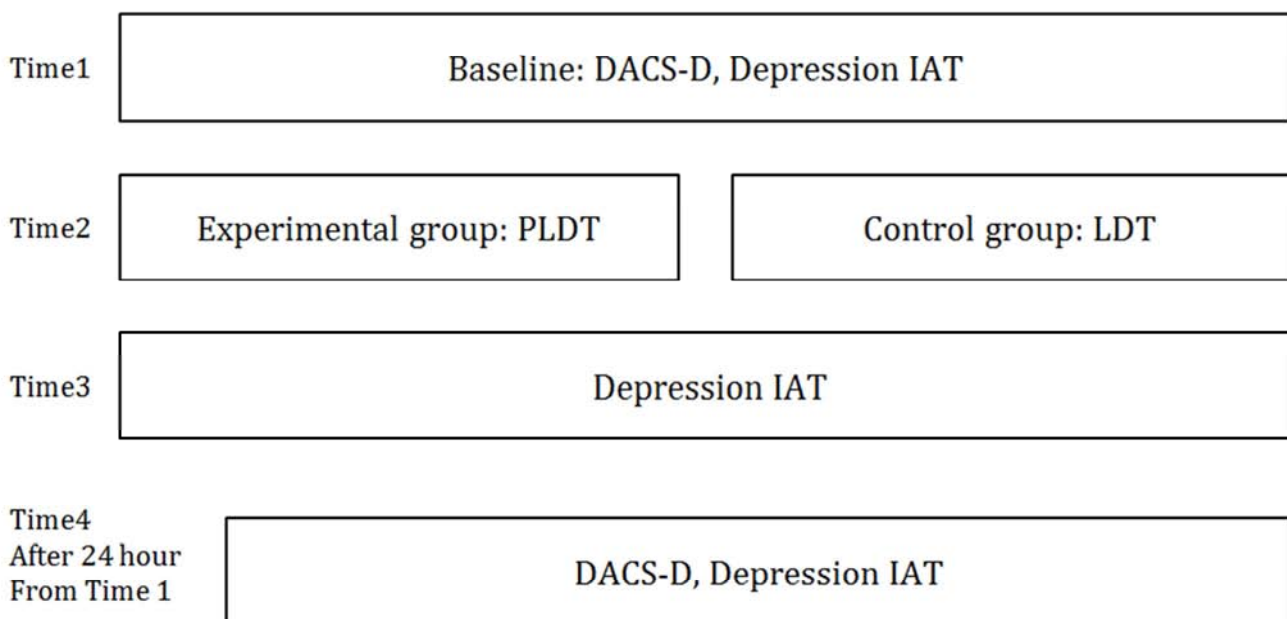 Time1
Baseline: DACS-D, Depression IAT
Time2
Experimental group: PLDT
Control group: LDT
Time3
Depression IAT
Time4
After 24 hour
From Time 1
DACS-D, Depression IAT